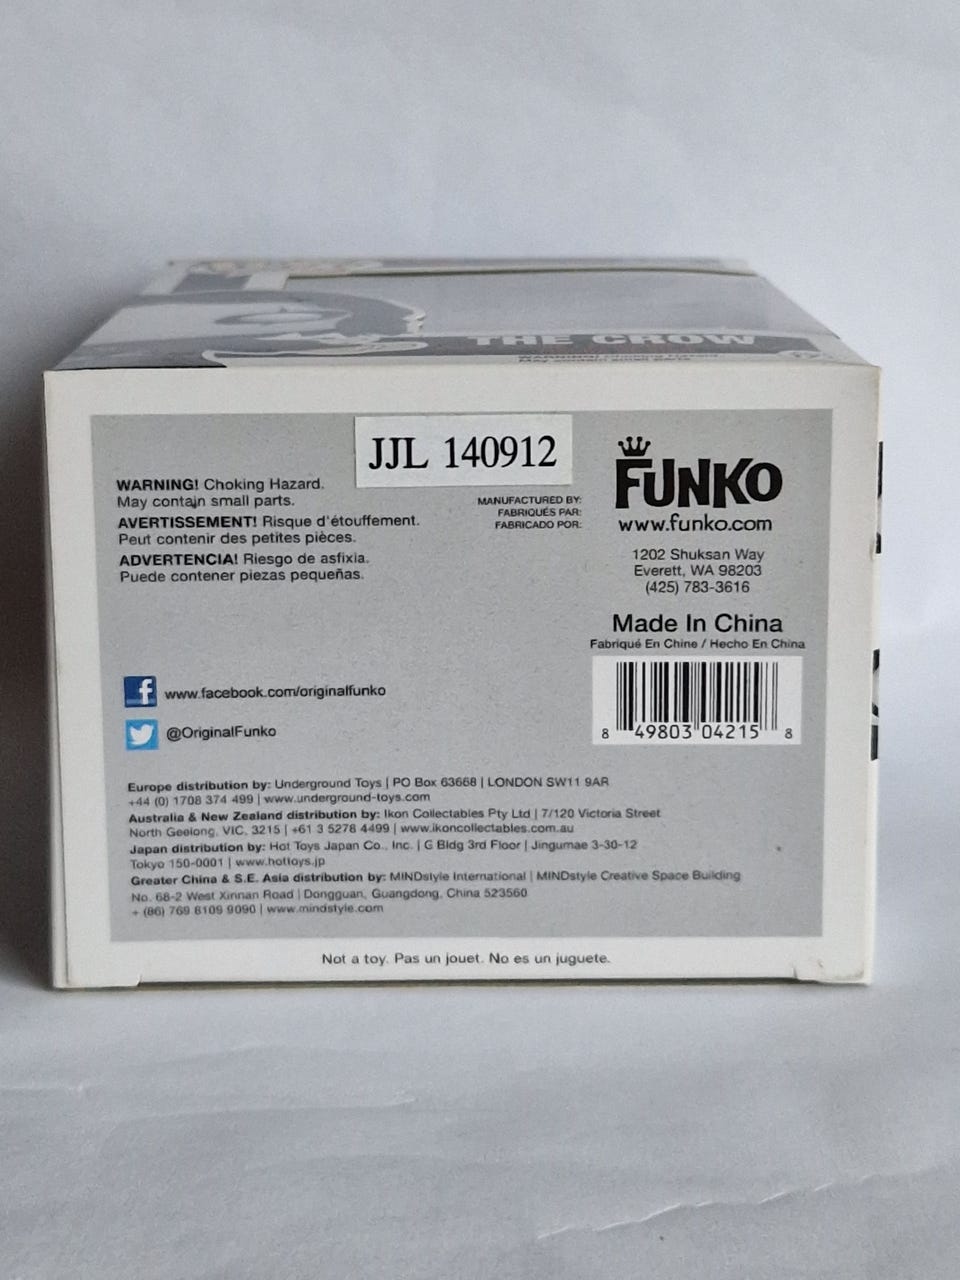 THE CROW
JJL 140912
WARNING! Choking Hazard.
May contain small parts.
AVERTISSEMENT! Risque d'étouffement.
Peut contenir des petites pièces.
ADVERTENCIA! Riesgo de asfixia.
Puede contener piezas pequeñas.
MANUFACTURED BY:
FABRIQUÉS PAR:
FABRICADO POR:
FUNKO
www.funko.com
1202 Shuksan Way
Everett, WA 98203
(425) 783-3616
Made In China
Fabriqué En Chine / Hecho En China
8 49803 04215 8
www.facebook.com/originalfunko
@OriginalFunko
Europe distribution by: Underground Toys | PO Box 63668 | LONDON SW11 9AR
+44 (0) 1708 374 499 | www.underground-toys.com
Australia & New Zealand distribution by: Ikon Collectables Pty Ltd | 7/120 Victoria Street
North Geelong, VIC, 3215 | +61 3 5278 4499 | www.ikoncollectables.com.au
Japan distribution by: Hot Toys Japan Co., Inc. | G Bldg 3rd Floor | Jingumae 3-30-12
Tokyo 150-0001 | www.hottoys.jp
Greater China & S.E. Asia distribution by: MINDstyle International | MINDstyle Creative Space Building
No. 68-2 West Xinnan Road | Dongguan, Guangdong, China 523560
+ (86) 769 8109 9090 | www.mindstyle.com
Not a toy. Pas un jouet. No es un juguete.